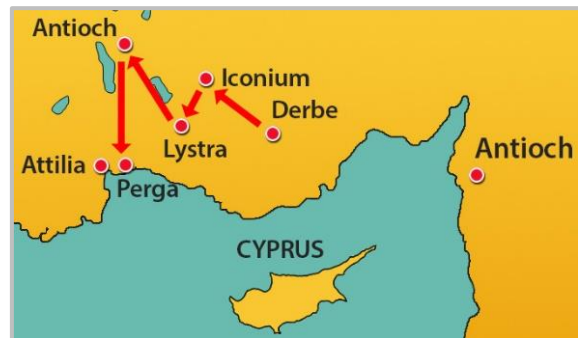 Antioch
Iconium
Derbe
Lystra
Antioch
Attilia
Perga
CYPRUS